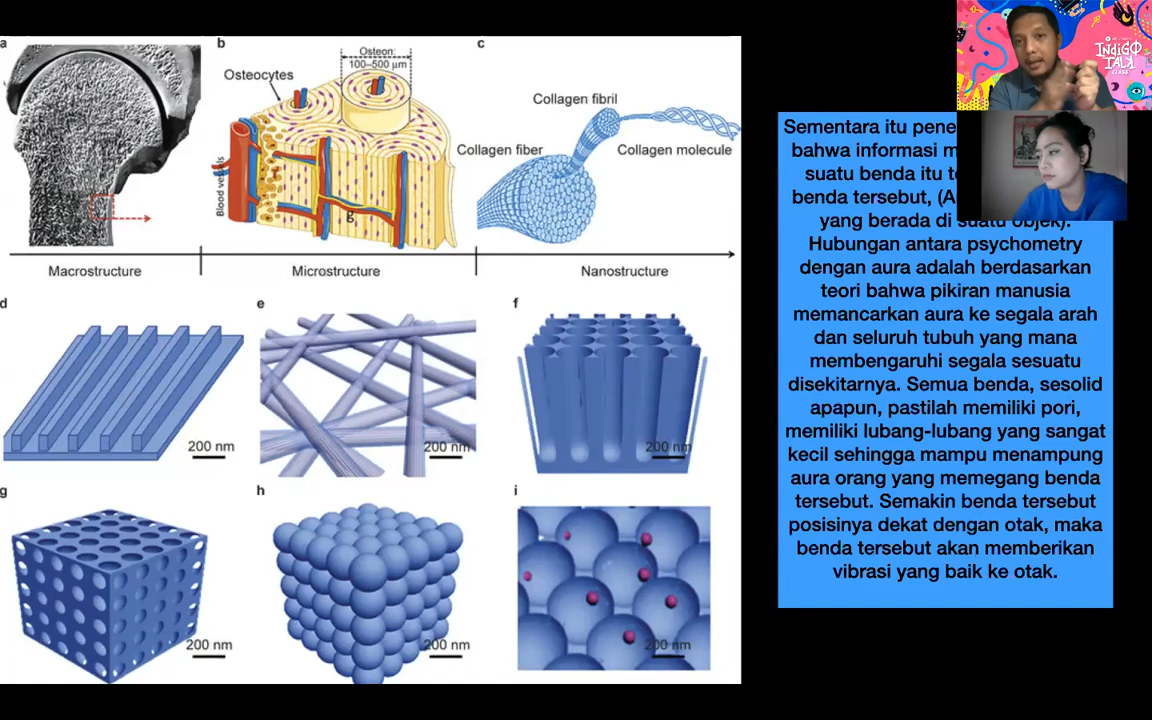 a
b
c
Osteon:
100–500 µm
Osteocytes
Blood vessels
g
Collagen fibril
Collagen fiber
Collagen molecule
Macrostructure
Microstructure
Nanostructure
d
e
f
200 nm
200 nm
200 nm
g
h
i
200 nm
200 nm
200 nm
INDIGO
TALK
CLASS
Sementara itu pene
bahwa informasi m
suatu benda itu te
benda tersebut, (A
yang berada di suatu objek).
Hubungan antara psychometry
dengan aura adalah berdasarkan
teori bahwa pikiran manusia
memancarkan aura ke segala arah
dan seluruh tubuh yang mana
membengaruhi segala sesuatu
disekitarnya. Semua benda, sesolid
apapun, pastilah memiliki pori,
memiliki lubang-lubang yang sangat
kecil sehingga mampu menampung
aura orang yang memegang benda
tersebut. Semakin benda tersebut
posisinya dekat dengan otak, maka
benda tersebut akan memberikan
vibrasi yang baik ke otak.